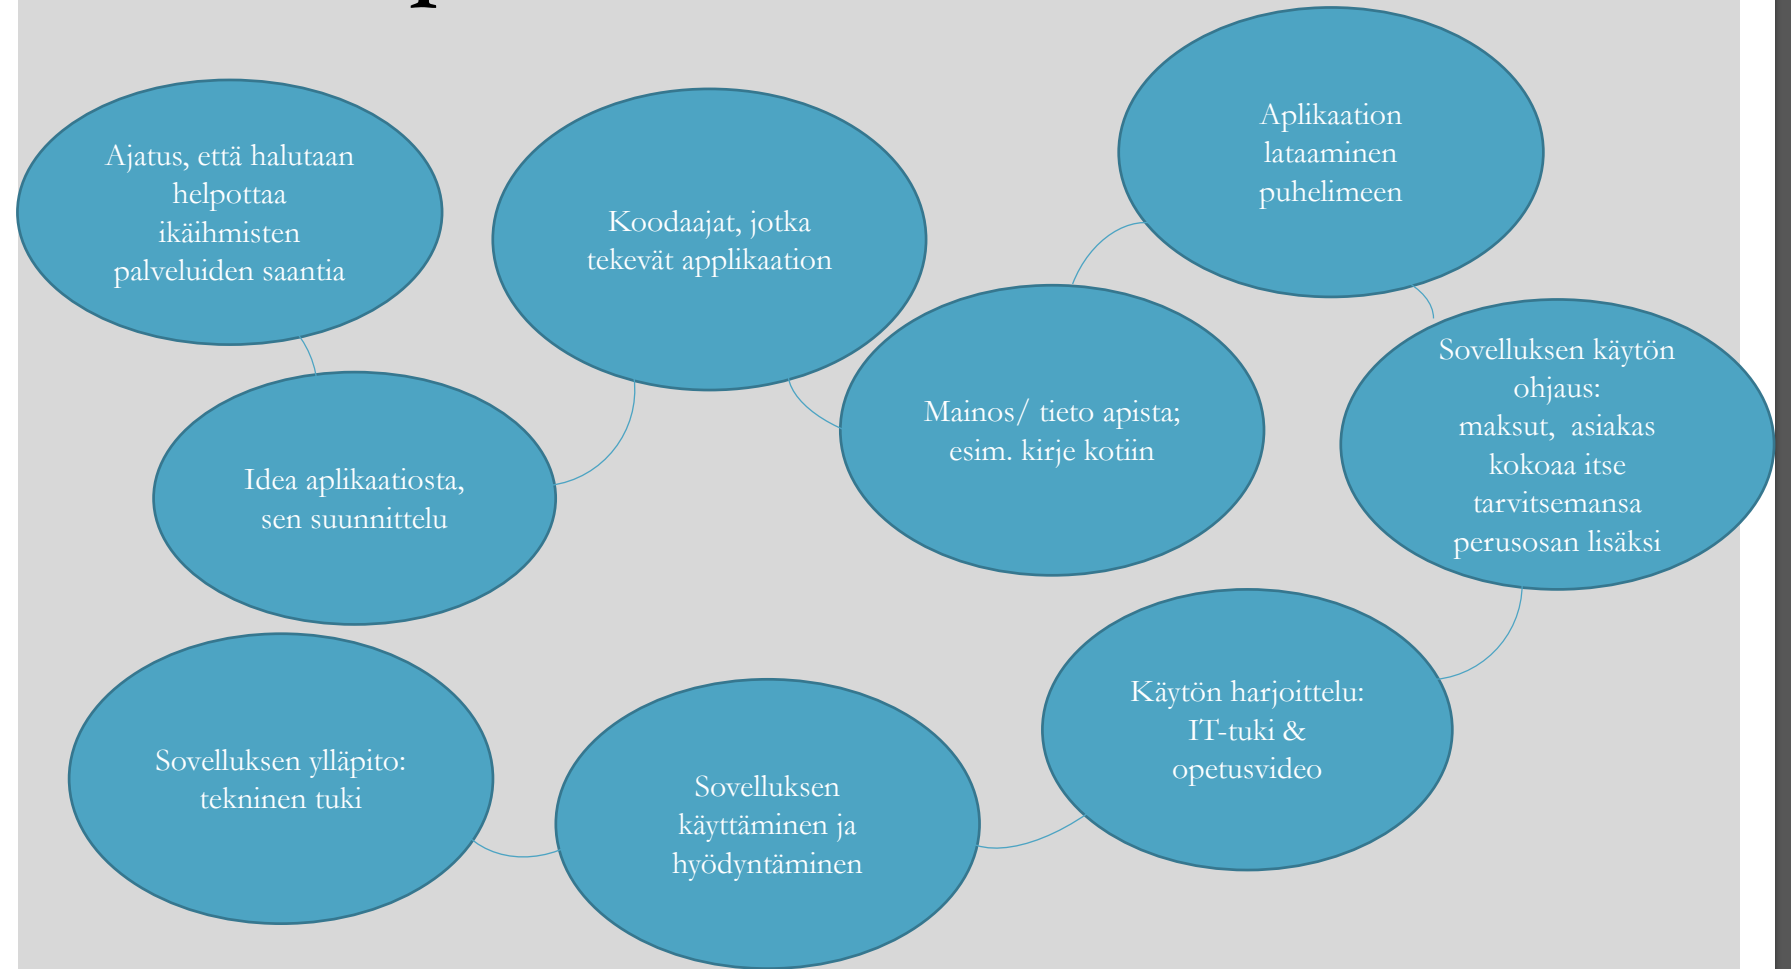 Ajatus, että halutaan
helpottaa
ikäihmisten
palveluiden saantia
Idea aplikaatiosta,
sen suunnittelu
Koodaajat, jotka
tekevät applikaation
Mainos/ tieto apista;
esim. kirje kotiin
Aplikaation
lataaminen
puhelimeen
Sovelluksen käytön
ohjaus:
maksut, asiakas
kokoaa itse
tarvitsemansa
perusosan lisäksi
Käytön harjoittelu:
IT-tuki &
opetusvideo
Sovelluksen
käyttäminen ja
hyödyntäminen
Sovelluksen ylläpito:
tekninen tuki